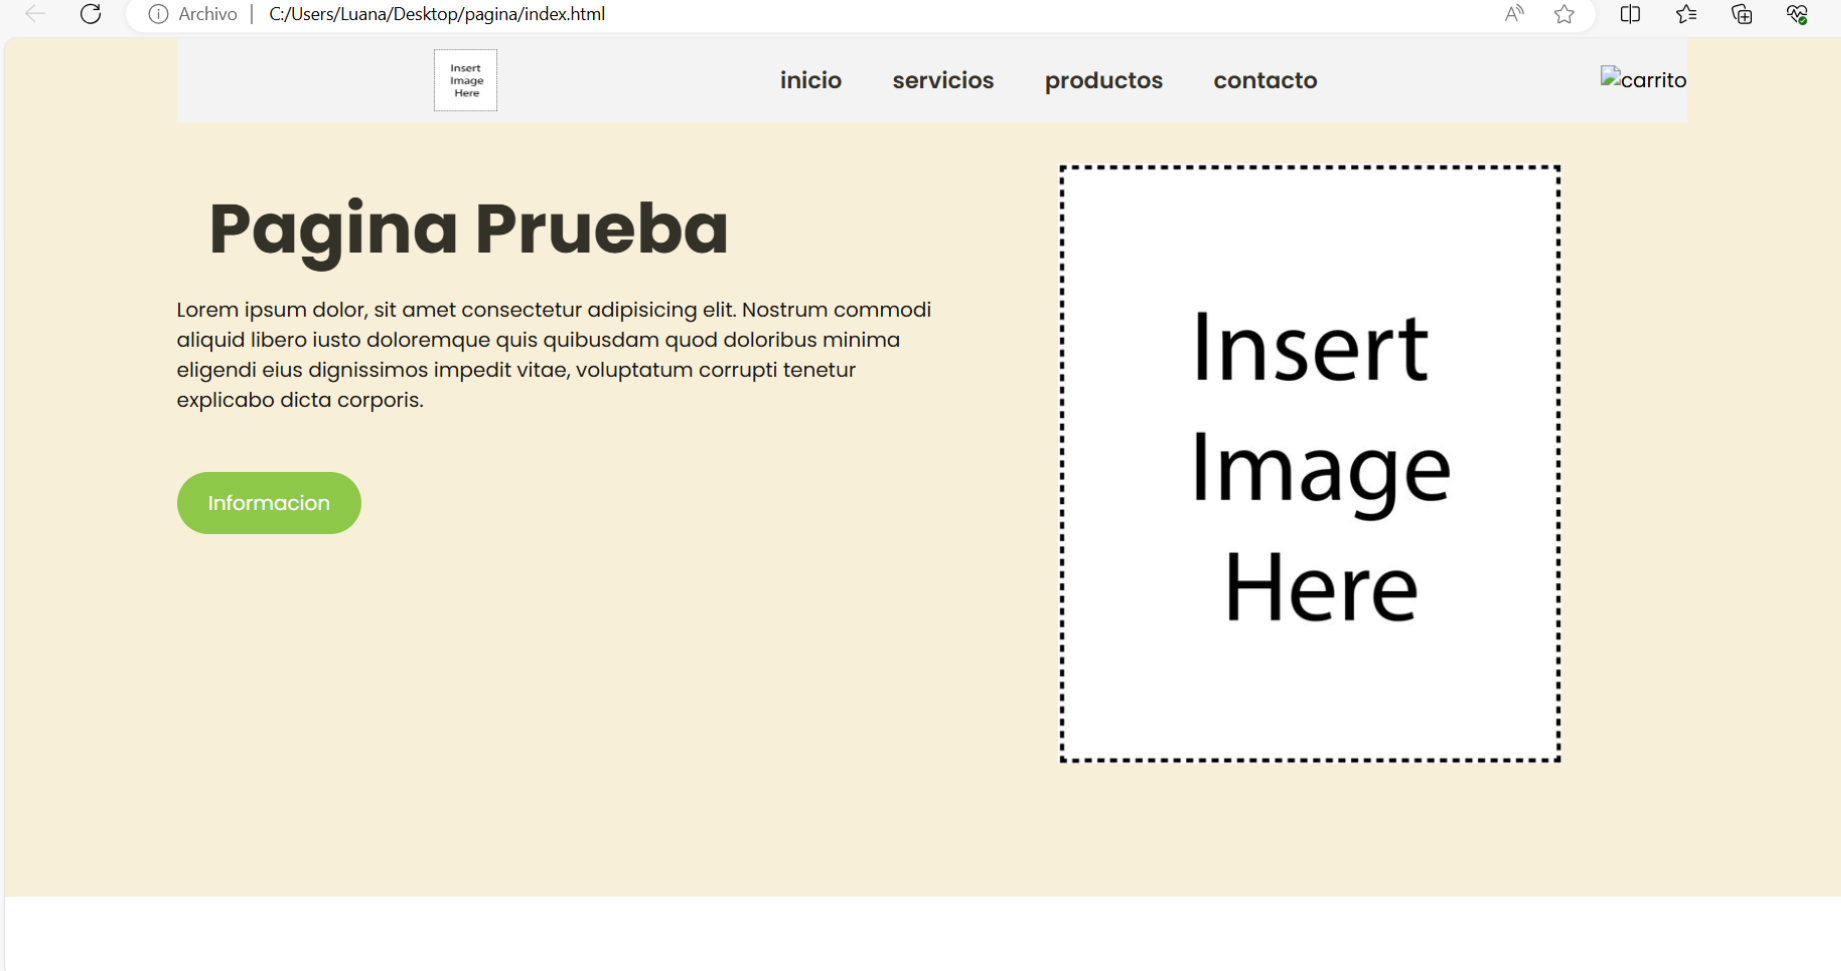 Archivo | C:/Users/Luana/Desktop/pagina/index.html
Insert
Image
Here
inicio servicios productos contacto carrito
Pagina Prueba
Lorem ipsum dolor, sit amet consectetur adipisicing elit. Nostrum commodi
aliquid libero iusto doloremque quis quibusdam quod doloribus minima
eligendi eius dignissimos impedit vitae, voluptatum corrupti tenetur
explicabo dicta corporis.
Informacion
Insert
Image
Here